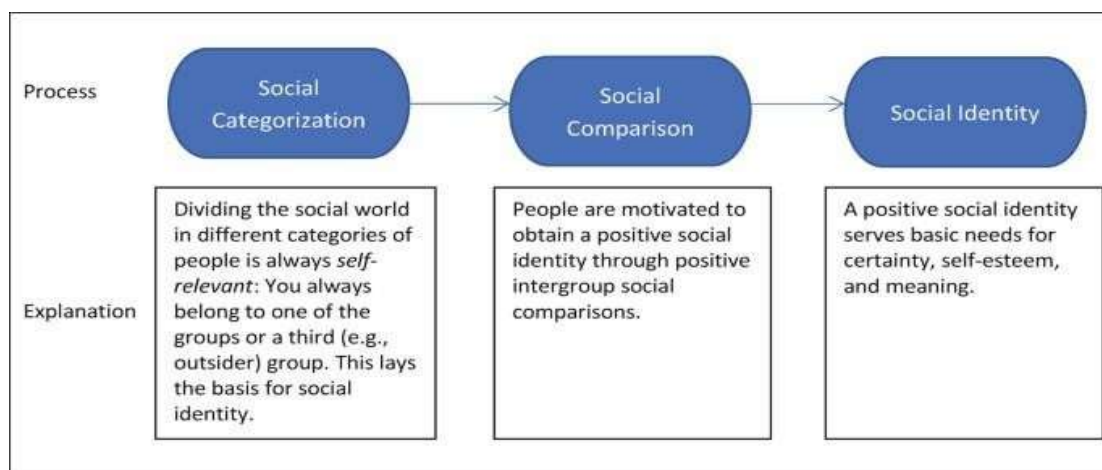 Process
Social
Categorization
Social
Comparison
Social Identity
Explanation
Dividing the social world
in different categories of
people is always self-
relevant: You always
belong to one of the
groups or a third (e.g.,
outsider) group. This lays
the basis for social
identity.
People are motivated to
obtain a positive social
identity through positive
intergroup social
comparisons.
A positive social identity
serves basic needs for
certainty, self-esteem,
and meaning.